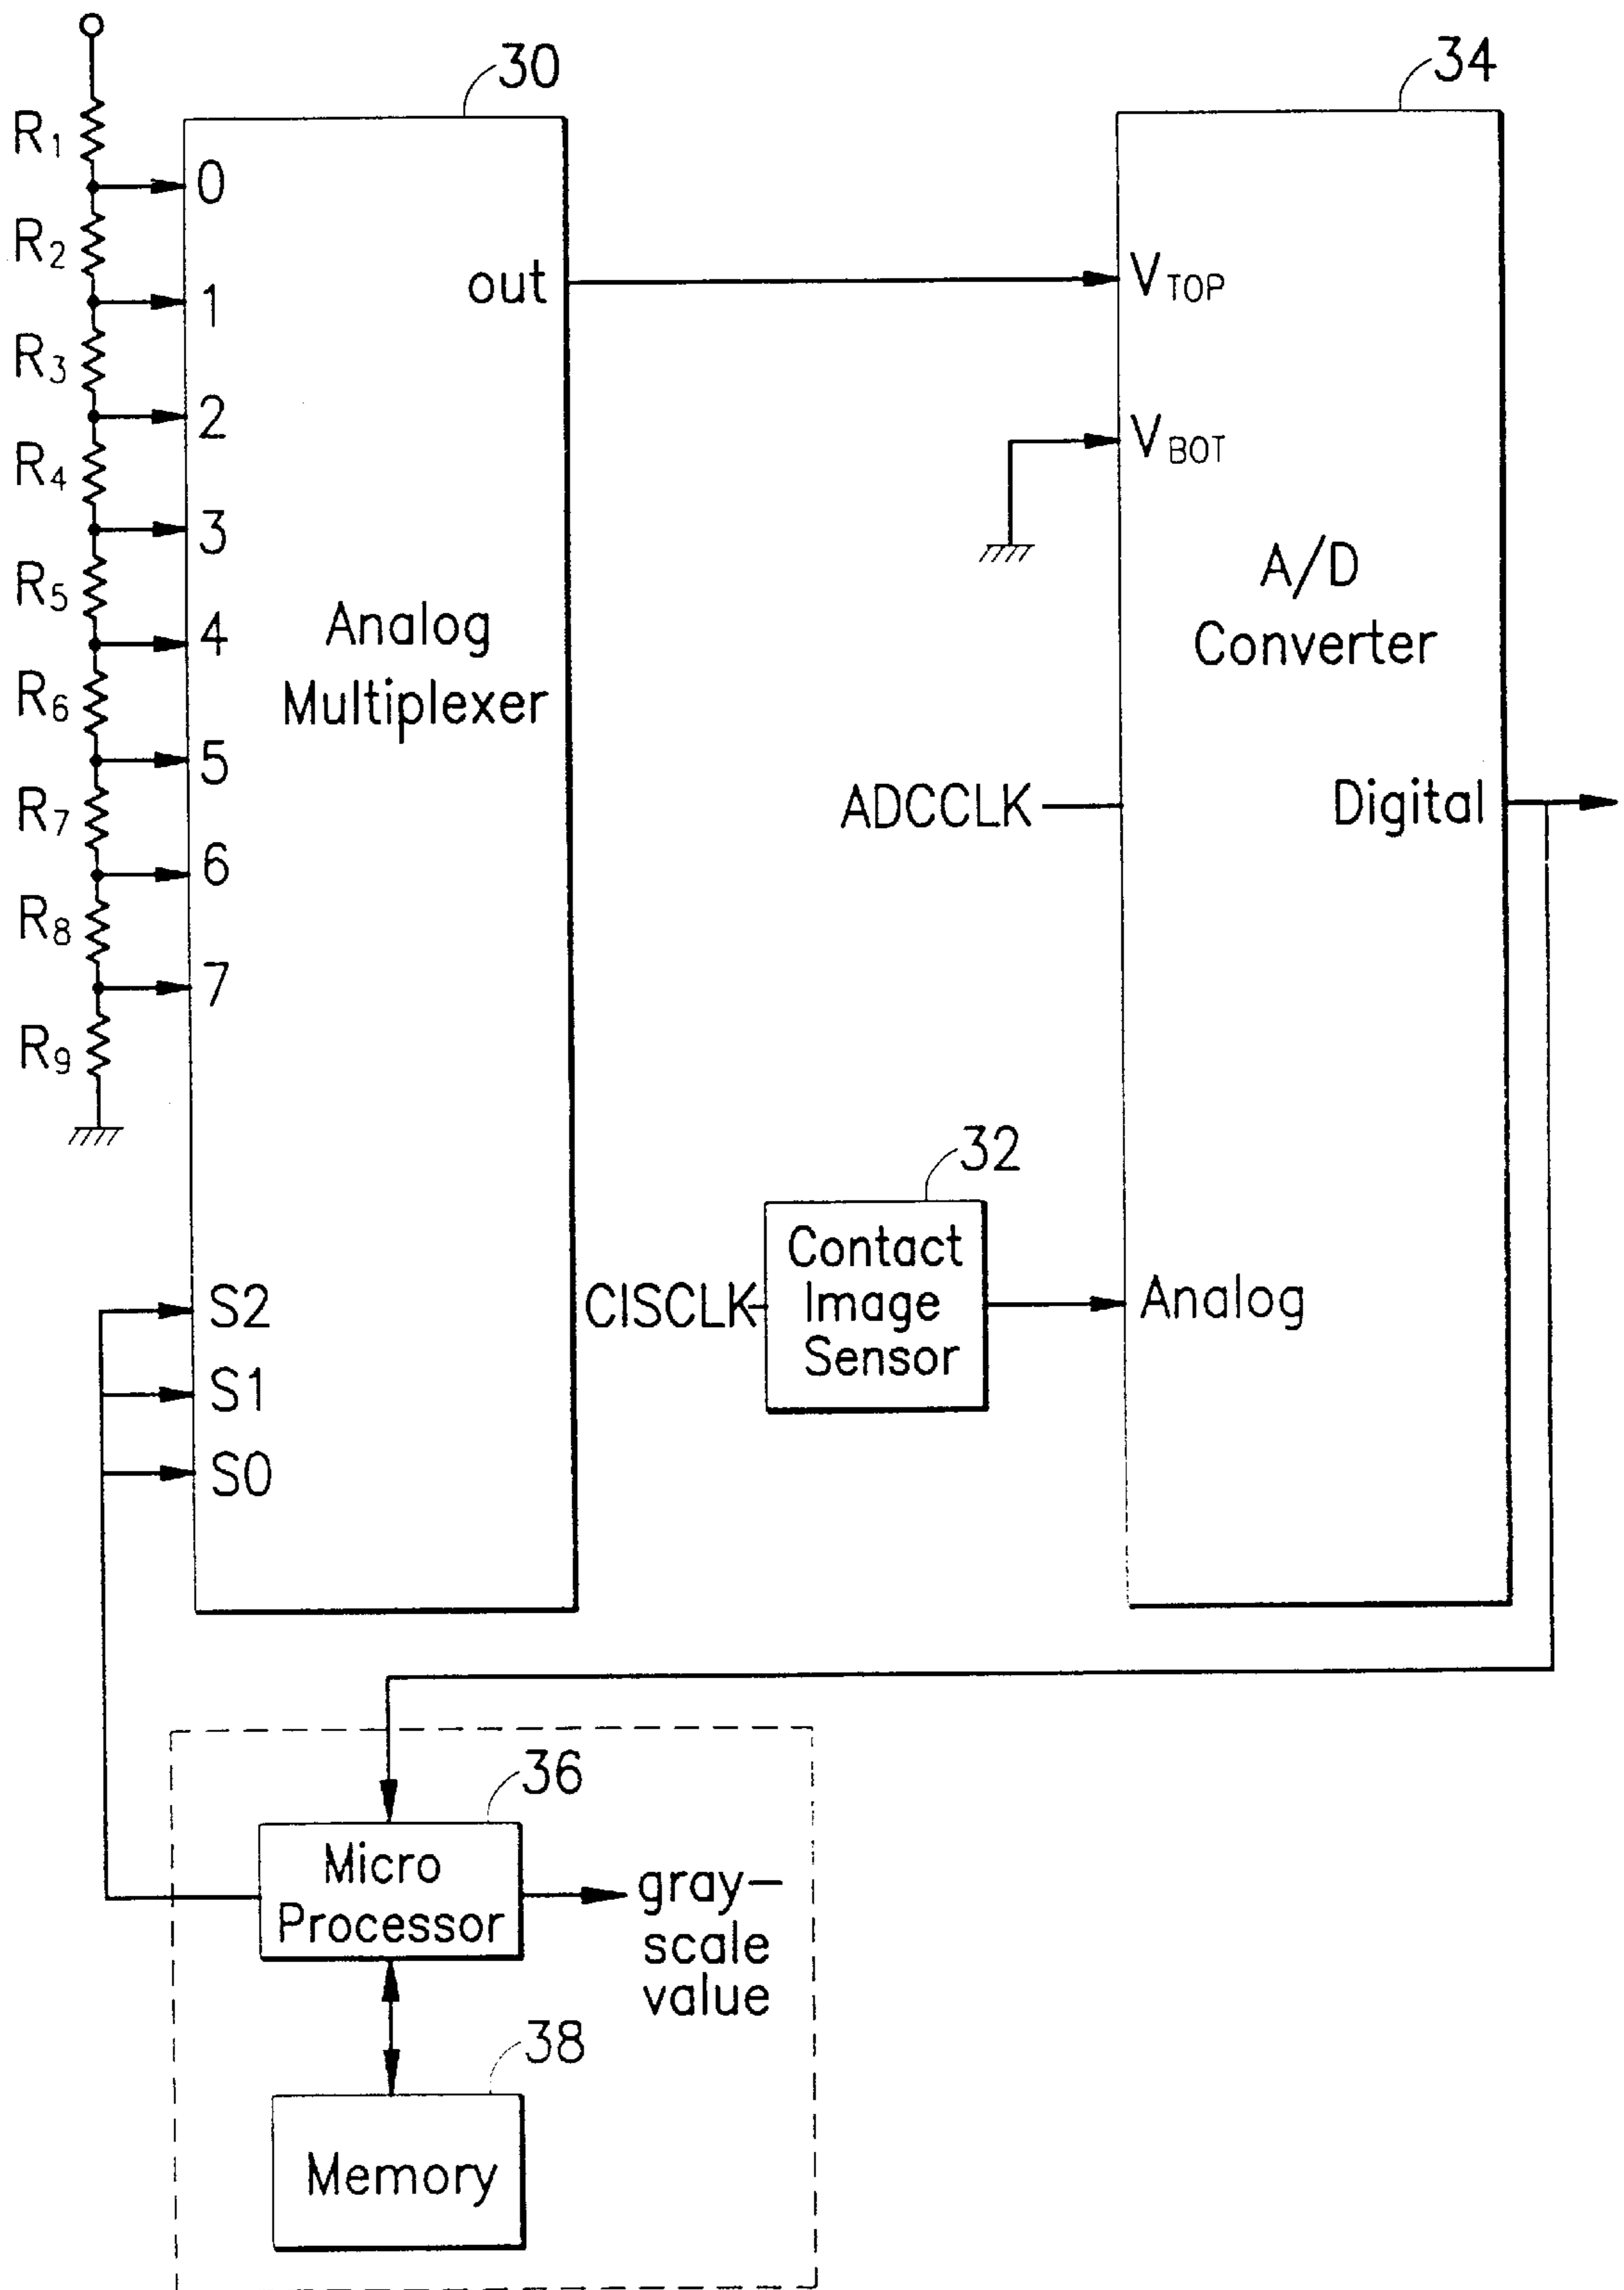 30
34
R1
0
R2
out
VTOP
1
R3
2
VBOT
R4
3
A/D
Converter
R5
4
Analog
Multiplexer
R6
5
ADCCLK
Digital
R7
6
R8
7
R9
32
Contact
Image
Sensor
CISCLK
Analog
S2
S1
S0
36
Micro
Processor
gray-
scale
value
38
Memory